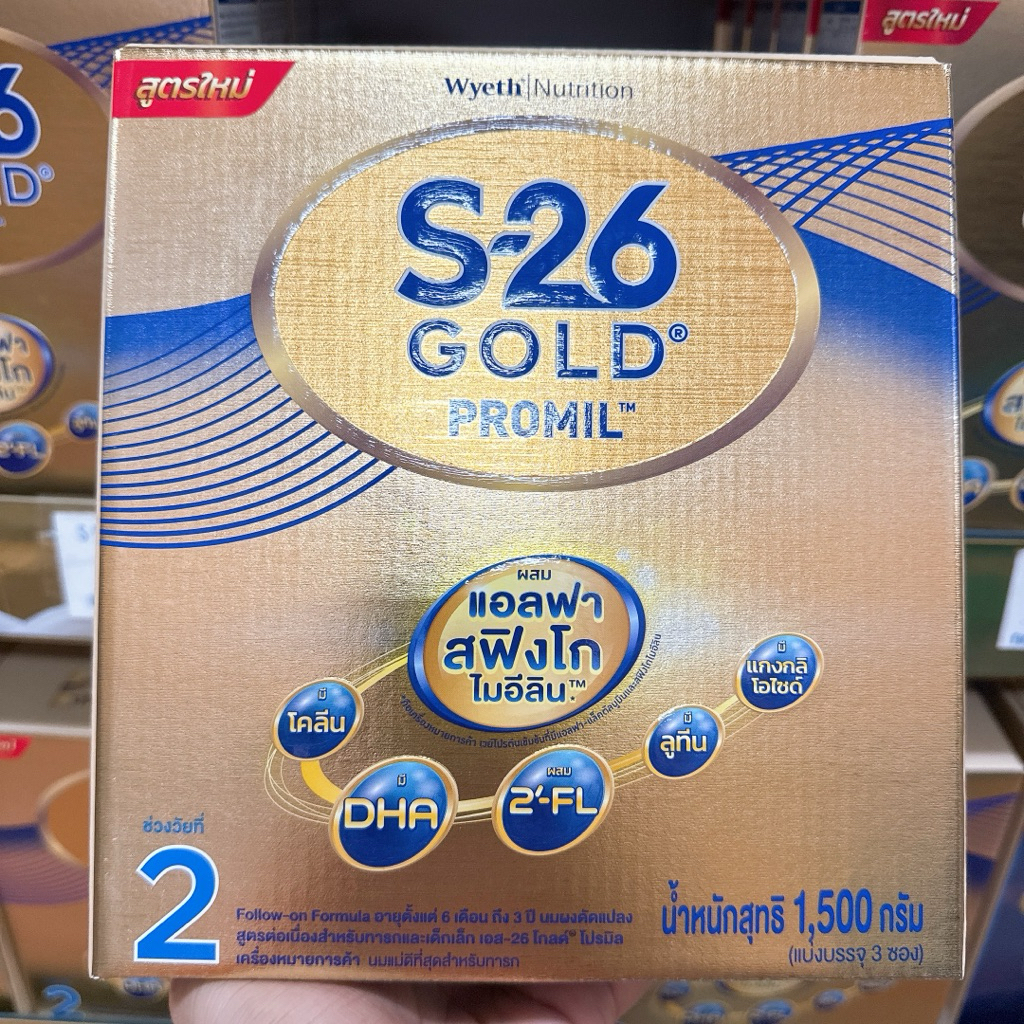 สูตรใหม่
สูตรใหม่
Wyeth Nutrition
S-26
GOLD®
PROMIL™
ผสม
แอลฟา
สฟิงโก
ไมอีลิน™
มี
โคลีน
มี
DHA
ผสม
2'-FL
มี
ลูทีน
มี
แกงกลิ
โอไซด์
ช่วงวัยที่
2
Follow-on Formula อายุตั้งแต่ 6 เดือน ถึง 3 ปี นมผงดัดแปลง
สูตรต่อเนื่องสำหรับทารกและเด็กเล็ก เอส-26 โกลด์® โปรมิล
เครื่องหมายการค้า นมแม่ดีที่สุดสำหรับทารก
น้ำหนักสุทธิ 1,500 กรัม
(แบ่งบรรจุ 3 ซอง)
2'-FL
2